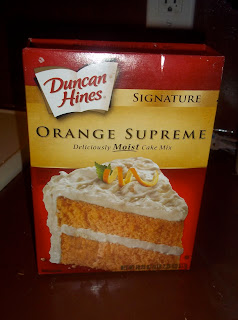 Duncan
Hines
SIGNATURE
ORANGE SUPREME
Deliciously Moist Cake Mix